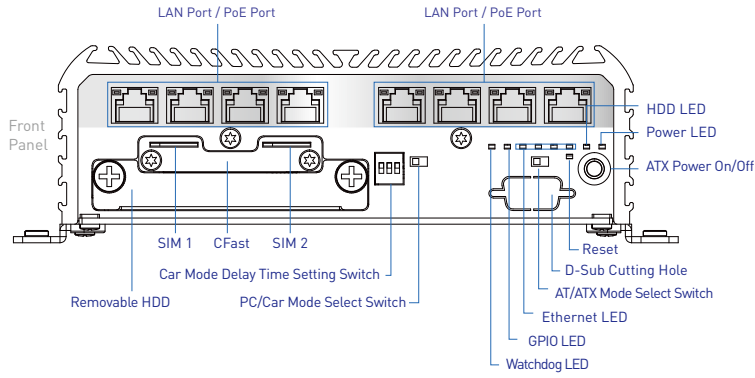 LAN Port / PoE Port
LAN Port / PoE Port
HDD LED
Front
Panel
Power LED
ATX Power On/Off
SIM 1
CFast
SIM 2
Reset
Car Mode Delay Time Setting Switch
D-Sub Cutting Hole
Removable HDD
PC/Car Mode Select Switch
AT/ATX Mode Select Switch
Ethernet LED
GPIO LED
Watchdog LED